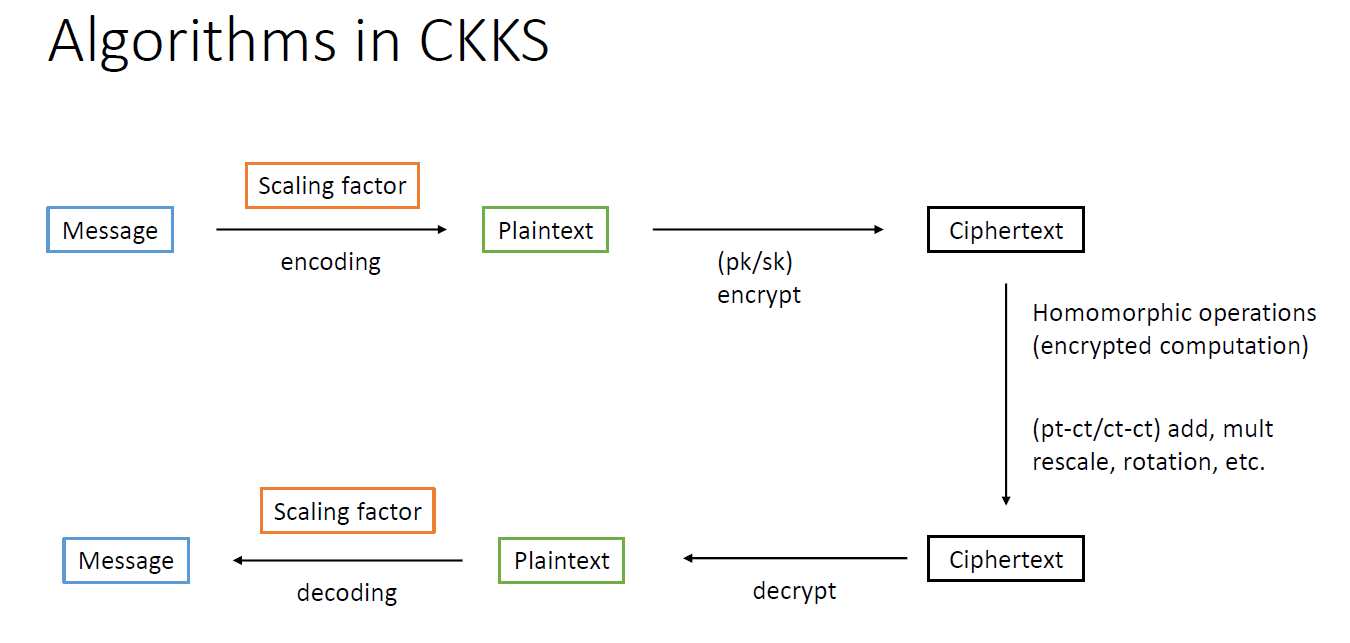 Algorithms in CKKS
Scaling factor
Message
Plaintext
Ciphertext
encoding
(pk/sk)
encrypt
Homomorphic operations
(encrypted computation)
(pt-ct/ct-ct) add, mult
rescale, rotation, etc.
Scaling factor
Message
Plaintext
Ciphertext
decoding
decrypt